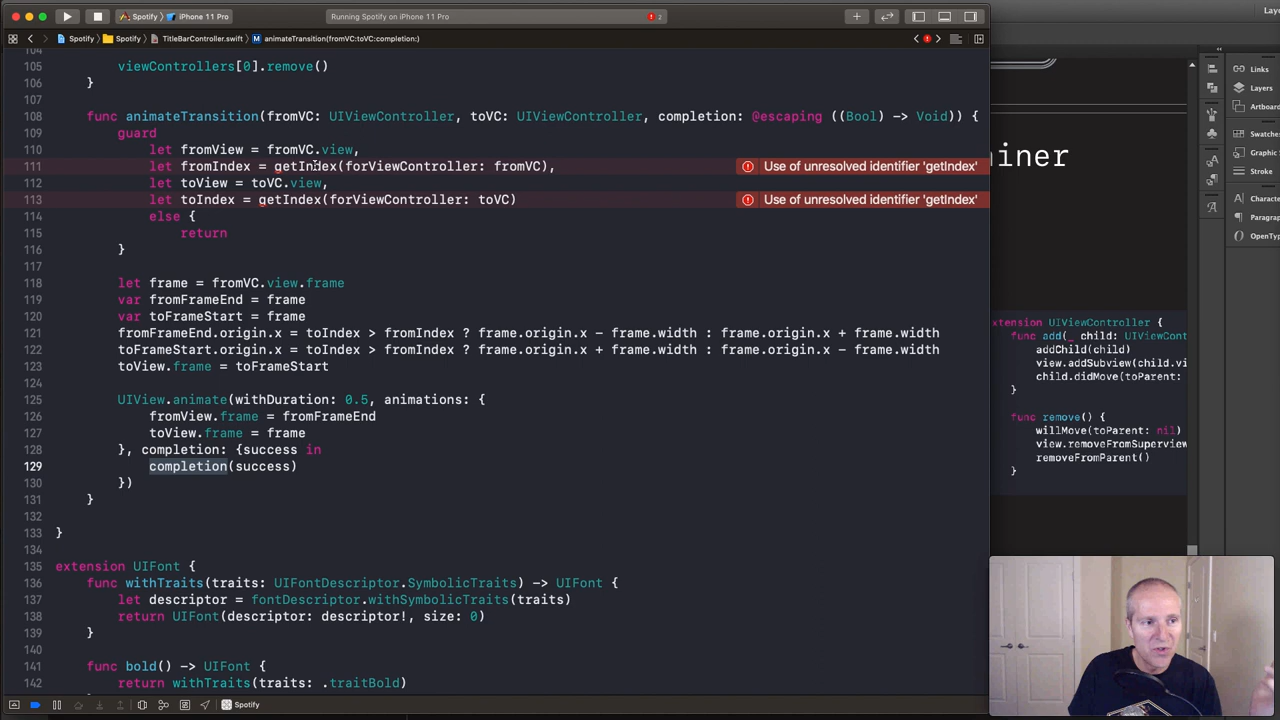 Spotify
iPhone 11 Pro
Running Spotify on iPhone 11 Pro
2
Spotify
Spotify
TitleBarController.swift
M
animateTransition(fromVC:toVC:completion:)
105 viewControllers[0].remove()
106 }
107
108 func animateTransition(fromVC: UIViewController, toVC: UIViewController, completion: @escaping ((Bool) -> Void)) {
109 guard
110 let fromView = fromVC.view,
111 let fromIndex = getIndex(forViewController: fromVC), Use of unresolved identifier 'getIndex'
112 let toView = toVC.view,
113 let toIndex = getIndex(forViewController: toVC) Use of unresolved identifier 'getIndex'
114 else {
115 return
116 }
117
118 let frame = fromVC.view.frame
119 var fromFrameEnd = frame
120 var toFrameStart = frame
121 fromFrameEnd.origin.x = toIndex > fromIndex ? frame.origin.x - frame.width : frame.origin.x + frame.width
122 toFrameStart.origin.x = toIndex > fromIndex ? frame.origin.x + frame.width : frame.origin.x - frame.width
123 toView.frame = toFrameStart
124
125 UIView.animate(withDuration: 0.5, animations: {
126 fromView.frame = fromFrameEnd
127 toView.frame = frame
128 }, completion: {success in
129 completion(success)
130 })
131 }
132
133 }
134
135 extension UIFont {
136 func withTraits(traits: UIFontDescriptor.SymbolicTraits) -> UIFont {
137 let descriptor = fontDescriptor.withSymbolicTraits(traits)
138 return UIFont(descriptor: descriptor!, size: 0)
139 }
140
141 func bold() -> UIFont {
142 return withTraits(traits: .traitBold)
Spotify
iner
extension UIViewController {
func add(_ child: UIViewCont
addChild(child)
view.addSubview(child.vi
child.didMove(toParent:
}
func remove() {
willMove(toParent: nil)
view.removeFromSuperview
removeFromParent()
}
Laye
Links
Layers
Artboard
Swatches
Graphic
Stroke
Character
Paragrap
OpenType